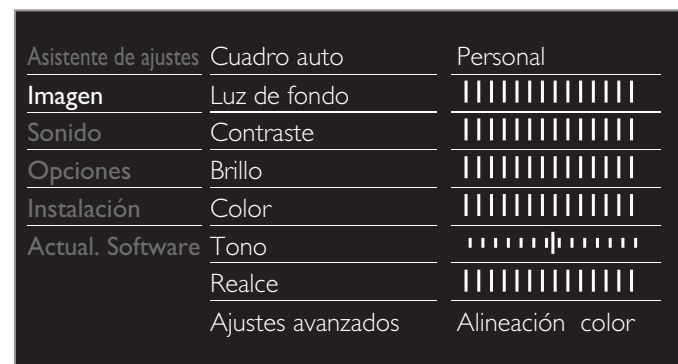 Asistente de ajustes Cuadro auto Personal
Imagen Luz de fondo
Sonido Contraste
Opciones Brillo
Instalación Color
Actual. Software Tono
Realce
Ajustes avanzados Alineación color